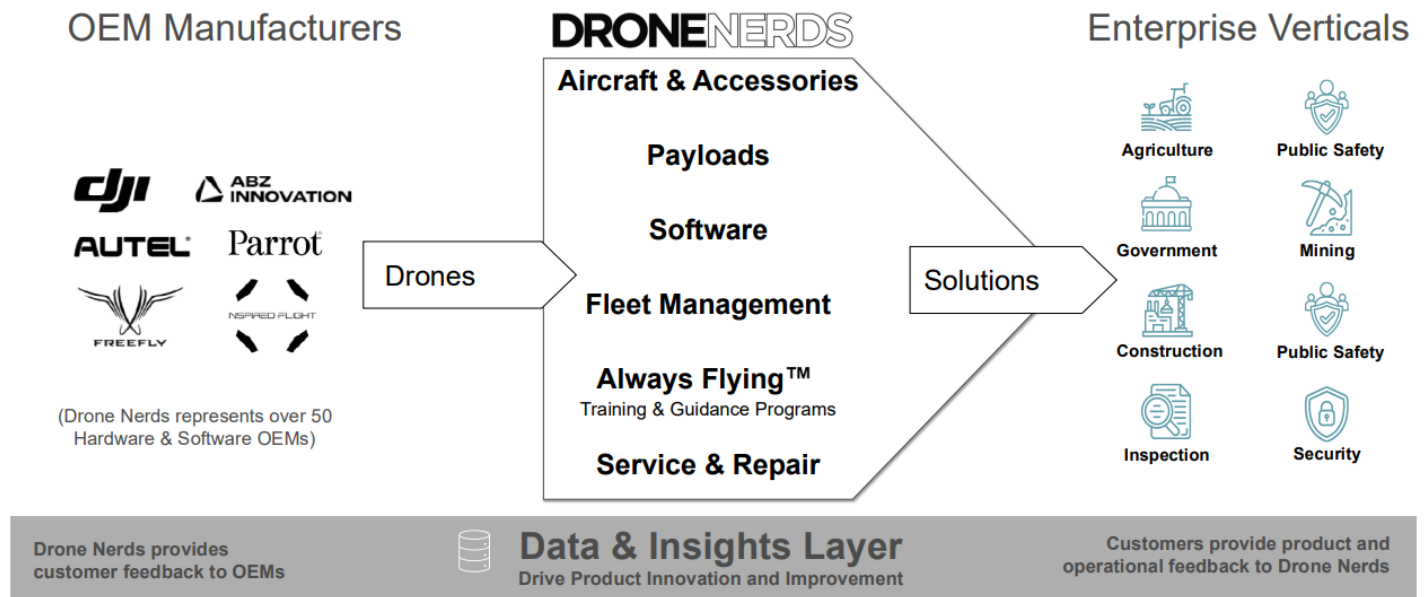 OEM Manufacturers
DRONENERDS
Enterprise Verticals
dji
ABZ
INNOVATION
AUTEL®
Parrot®
FREEFLY
NSPIRED FLIGHT
(Drone Nerds represents over 50
Hardware & Software OEMs)
Drones
Aircraft & Accessories
Payloads
Software
Fleet Management
Always Flying™
Training & Guidance Programs
Service & Repair
Solutions
Agriculture
Public Safety
Government
Mining
Construction
Public Safety
Inspection
Security
Drone Nerds provides
customer feedback to OEMs
Data & Insights Layer
Drive Product Innovation and Improvement
Customers provide product and
operational feedback to Drone Nerds